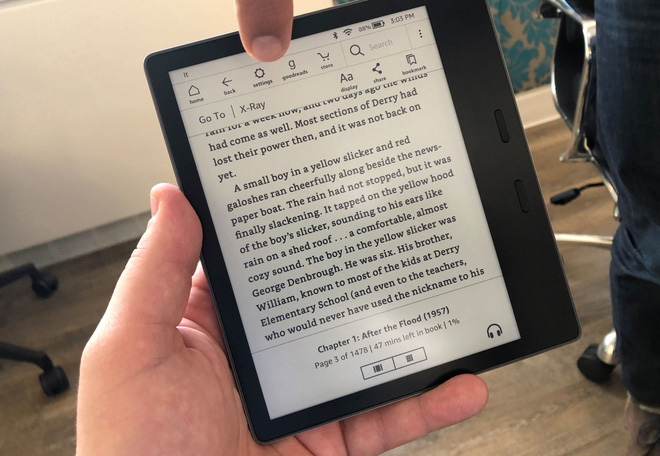 It
88% 3:03 PM
home back settings goodreads store Search
Go To | X-Ray Aa display share bookmark
rain for a week now, and two days ago the winds
had come as well. Most sections of Derry had
lost their power then, and it was not back on
yet.
A small boy in a yellow slicker and red
galoshes ran cheerfully along beside the news-
paper boat. The rain had not stopped, but it was
finally slackening. It tapped on the yellow hood
of the boy's slicker, sounding to his ears like
rain on a shed roof . . . a comfortable, almost
cozy sound. The boy in the yellow slicker was
George Denbrough. He was six. His brother,
William, known to most of the kids at Derry
Elementary School (and even to the teachers,
who would never have used the nickname to his
Chapter 1: After the Flood (1957)
Page 3 of 1478 | 47 mins left in book | 1%